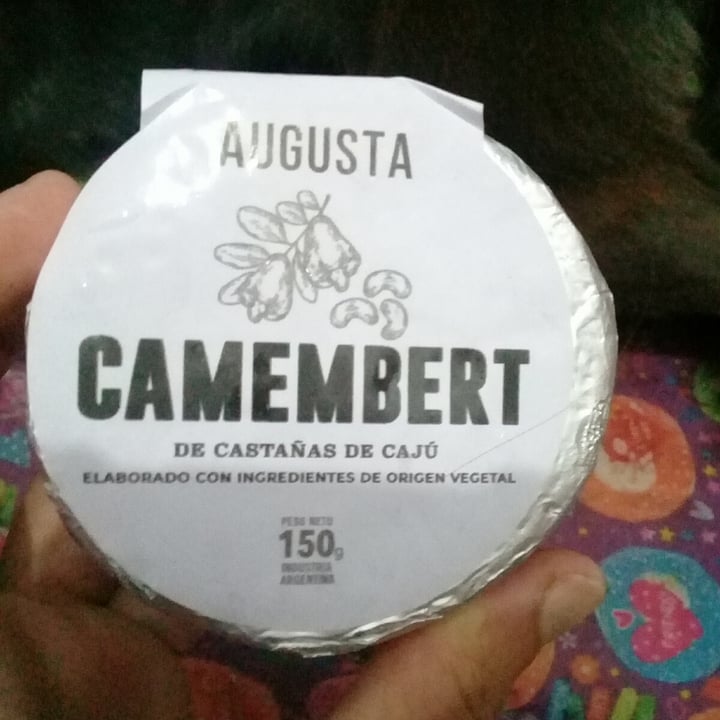 AUGUSTA
CAMEMBERT
DE CASTAÑAS DE CAJÚ
ELABORADO CON INGREDIENTES DE ORIGEN VEGETAL
PESO NETO
150g
INDUSTRIA
ARGENTINA